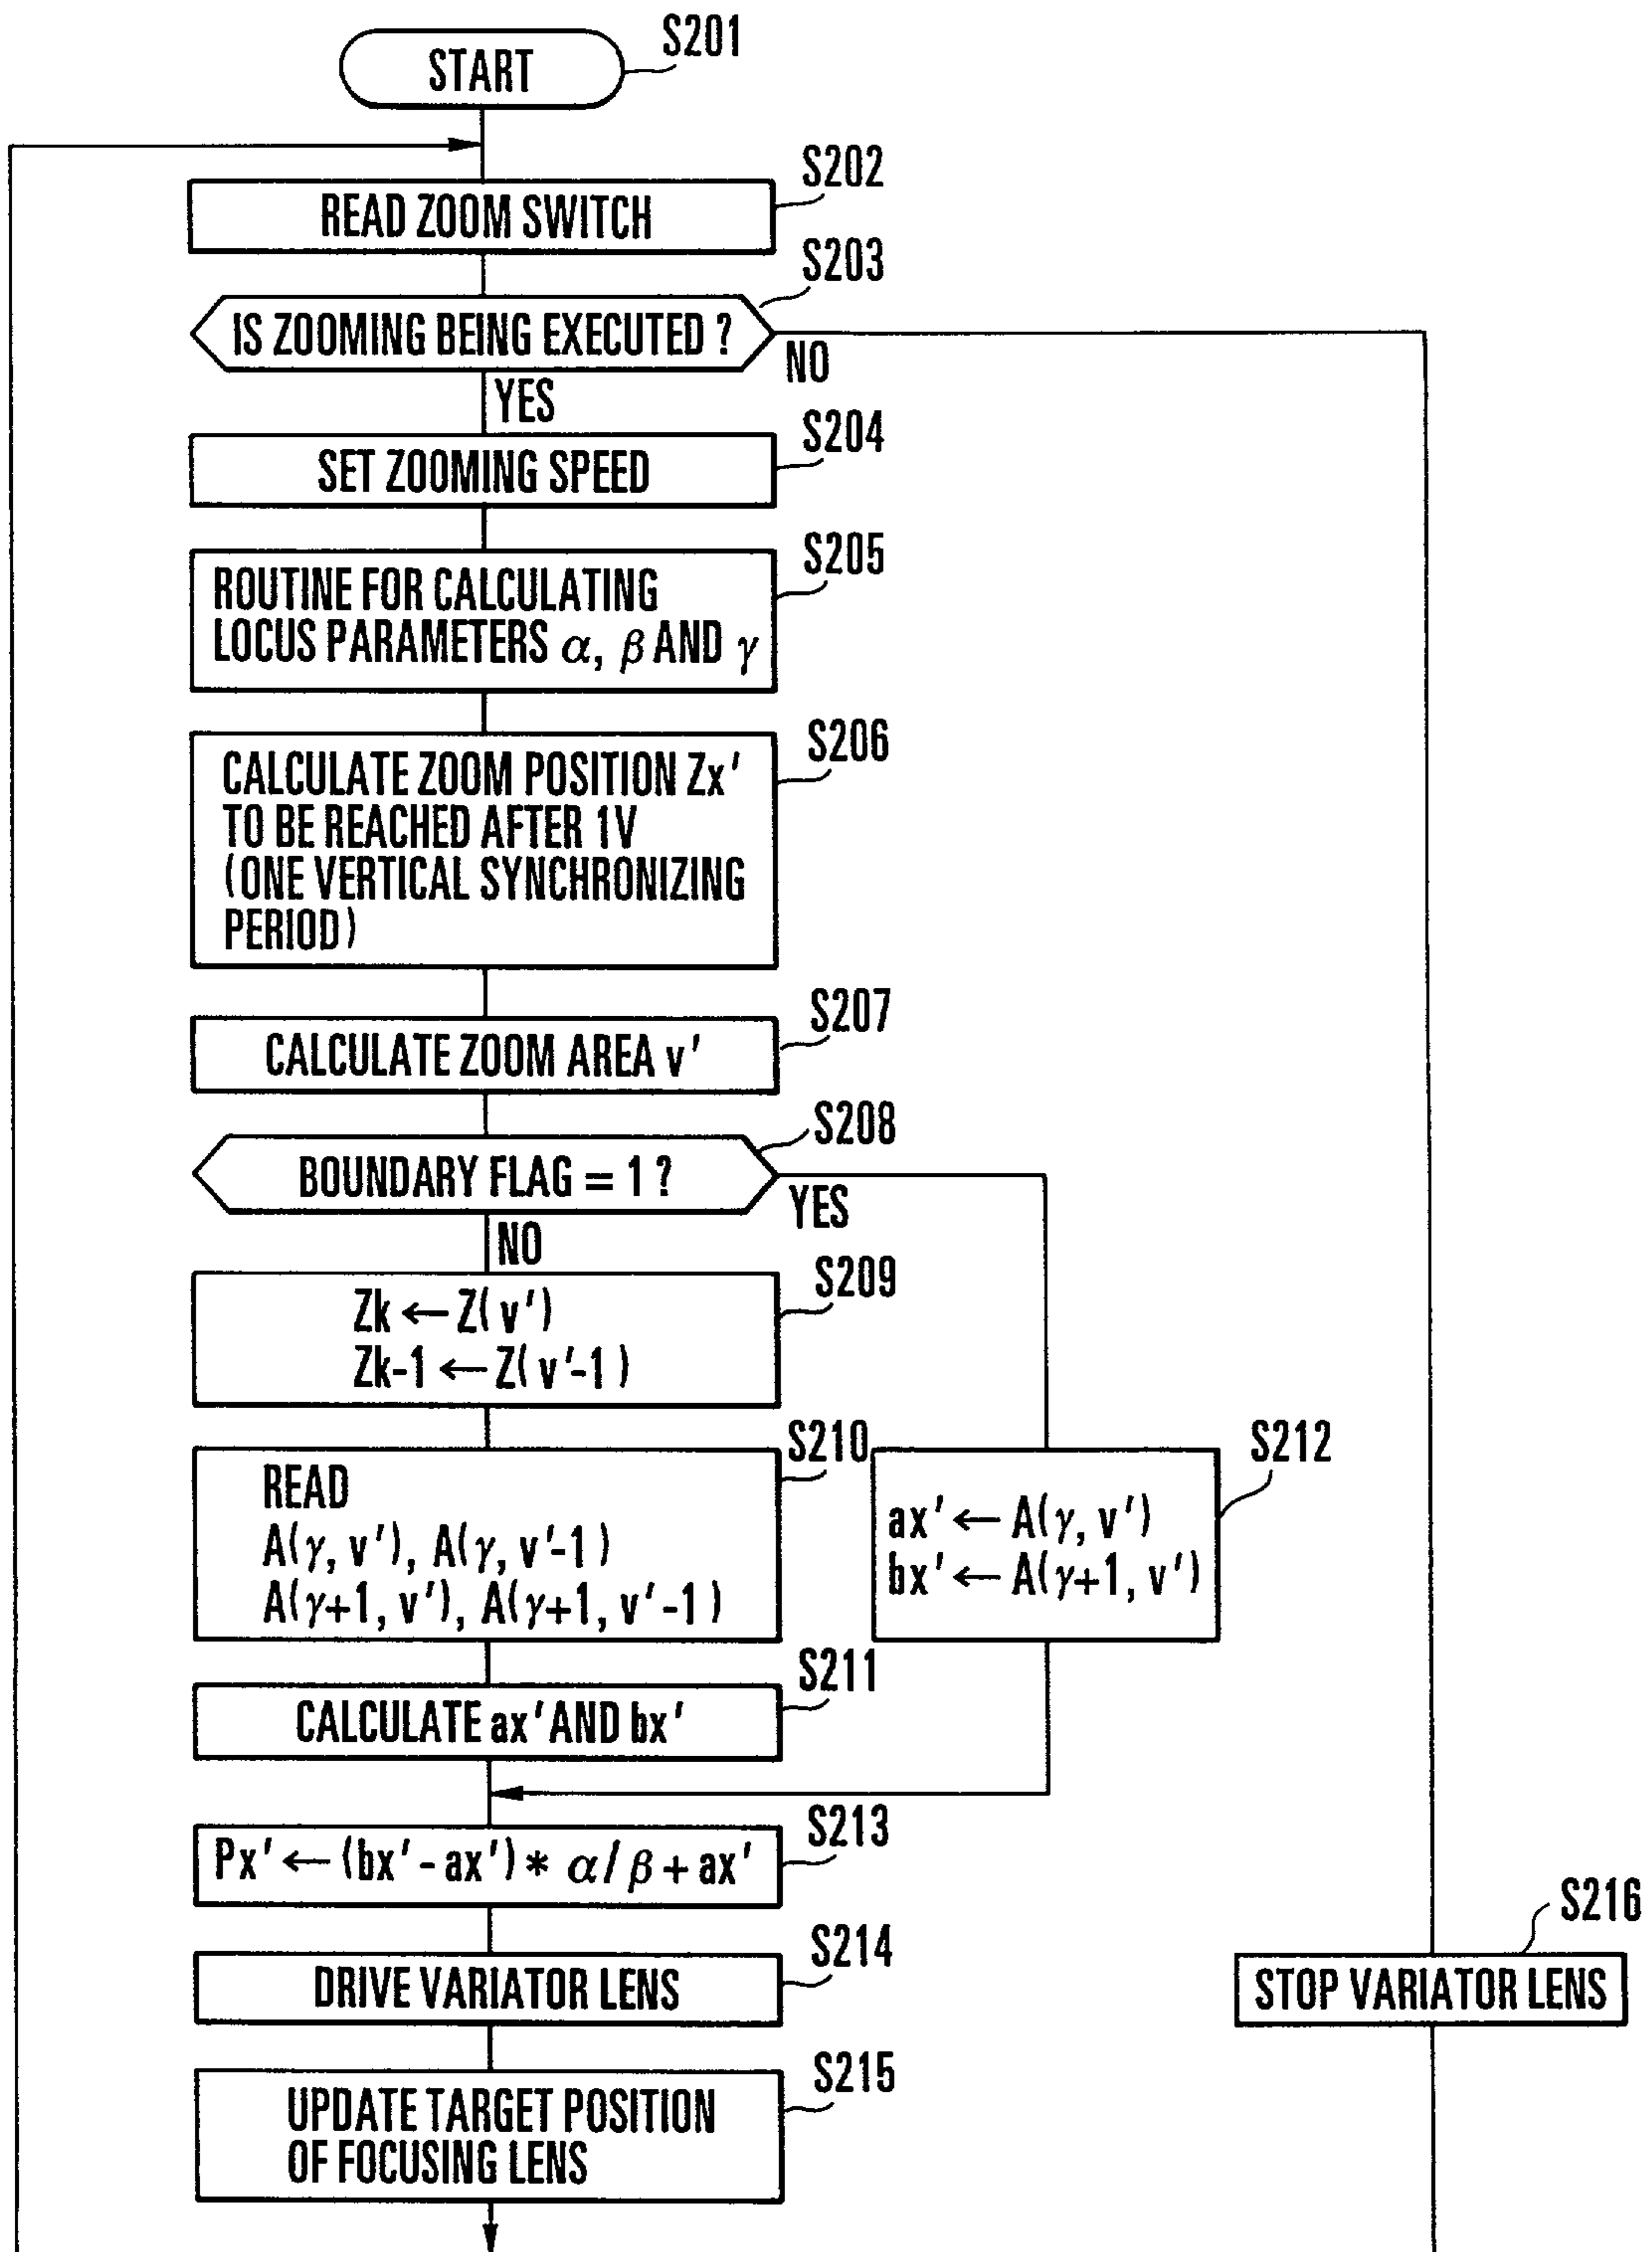 START
S201
READ ZOOM SWITCH
S202
IS ZOOMING BEING EXECUTED ?
S203
NO
YES
SET ZOOMING SPEED
S204
ROUTINE FOR CALCULATING
LOCUS PARAMETERS α, β AND γ
S205
CALCULATE ZOOM POSITION Zx'
TO BE REACHED AFTER 1V
(ONE VERTICAL SYNCHRONIZING
PERIOD)
S206
CALCULATE ZOOM AREA v'
S207
BOUNDARY FLAG = 1 ?
S208
YES
NO
Zk ← Z(v')
Zk-1 ← Z(v'-1)
S209
READ
A(γ, v'), A(γ, v'-1)
A(γ+1, v'), A(γ+1, v'-1)
S210
ax' ← A(γ, v')
bx' ← A(γ+1, v')
S212
CALCULATE ax' AND bx'
S211
Px' ← (bx' - ax') * α / β + ax'
S213
DRIVE VARIATOR LENS
S214
STOP VARIATOR LENS
S216
UPDATE TARGET POSITION
OF FOCUSING LENS
S215